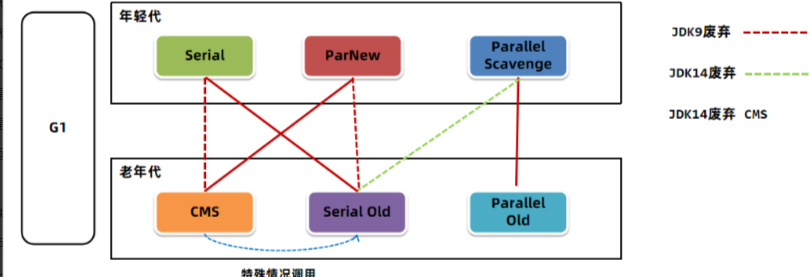 年轻代
Serial
ParNew
Parallel
Scavenge
G1
老年代
CMS
Serial Old
Parallel
Old
特殊情况调用
JDK9废弃
JDK14废弃
JDK14废弃 CMS